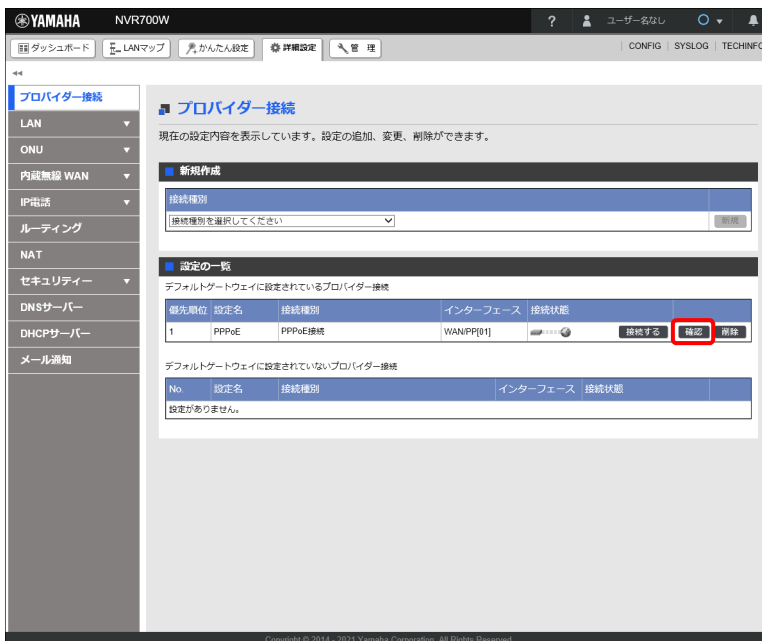 YAMAHA NVR700W ? ユーザー名なし
ダッシュボード LANマップ かんたん設定 詳細設定 管 理 CONFIG SYSLOG TECHINFO
プロバイダー接続
LAN
ONU
内蔵無線 WAN
IP電話
ルーティング
NAT
セキュリティー
DNSサーバー
DHCPサーバー
メール通知
プロバイダー接続
現在の設定内容を表示しています。設定の追加、変更、削除ができます。
新規作成
接続種別
接続種別を選択してください 新規
設定の一覧
デフォルトゲートウェイに設定されているプロバイダー接続
優先順位 設定名 接続種別 インターフェース 接続状態
1 PPPoE PPPoE接続 WAN/PP[01] 接続する 確認 削除
デフォルトゲートウェイに設定されていないプロバイダー接続
No. 設定名 接続種別 インターフェース 接続状態
設定がありません。
Copyright © 2014 - 2021 Yamaha Corporation. All Rights Reserved.